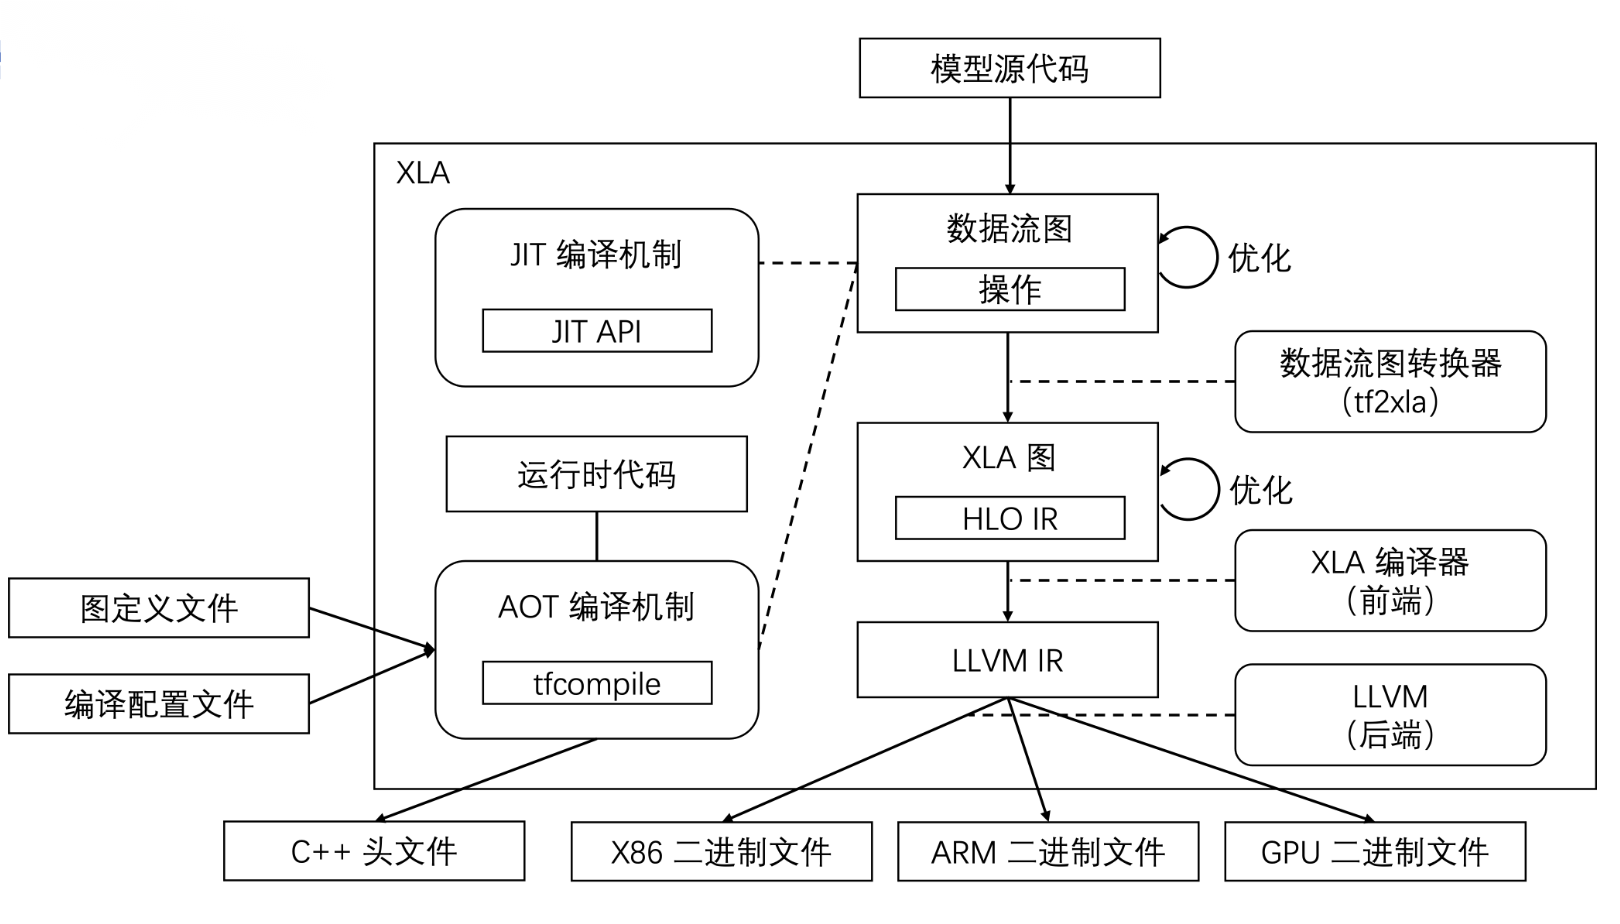 模型源代码
XLA
JIT 编译机制
JIT API
数据流图
操作
优化
数据流图转换器
（tf2xla）
运行时代码
XLA 图
HLO IR
优化
XLA 编译器
（前端）
图定义文件
编译配置文件
AOT 编译机制
tfcompile
LLVM IR
LLVM
（后端）
C++ 头文件
X86 二进制文件
ARM 二进制文件
GPU 二进制文件